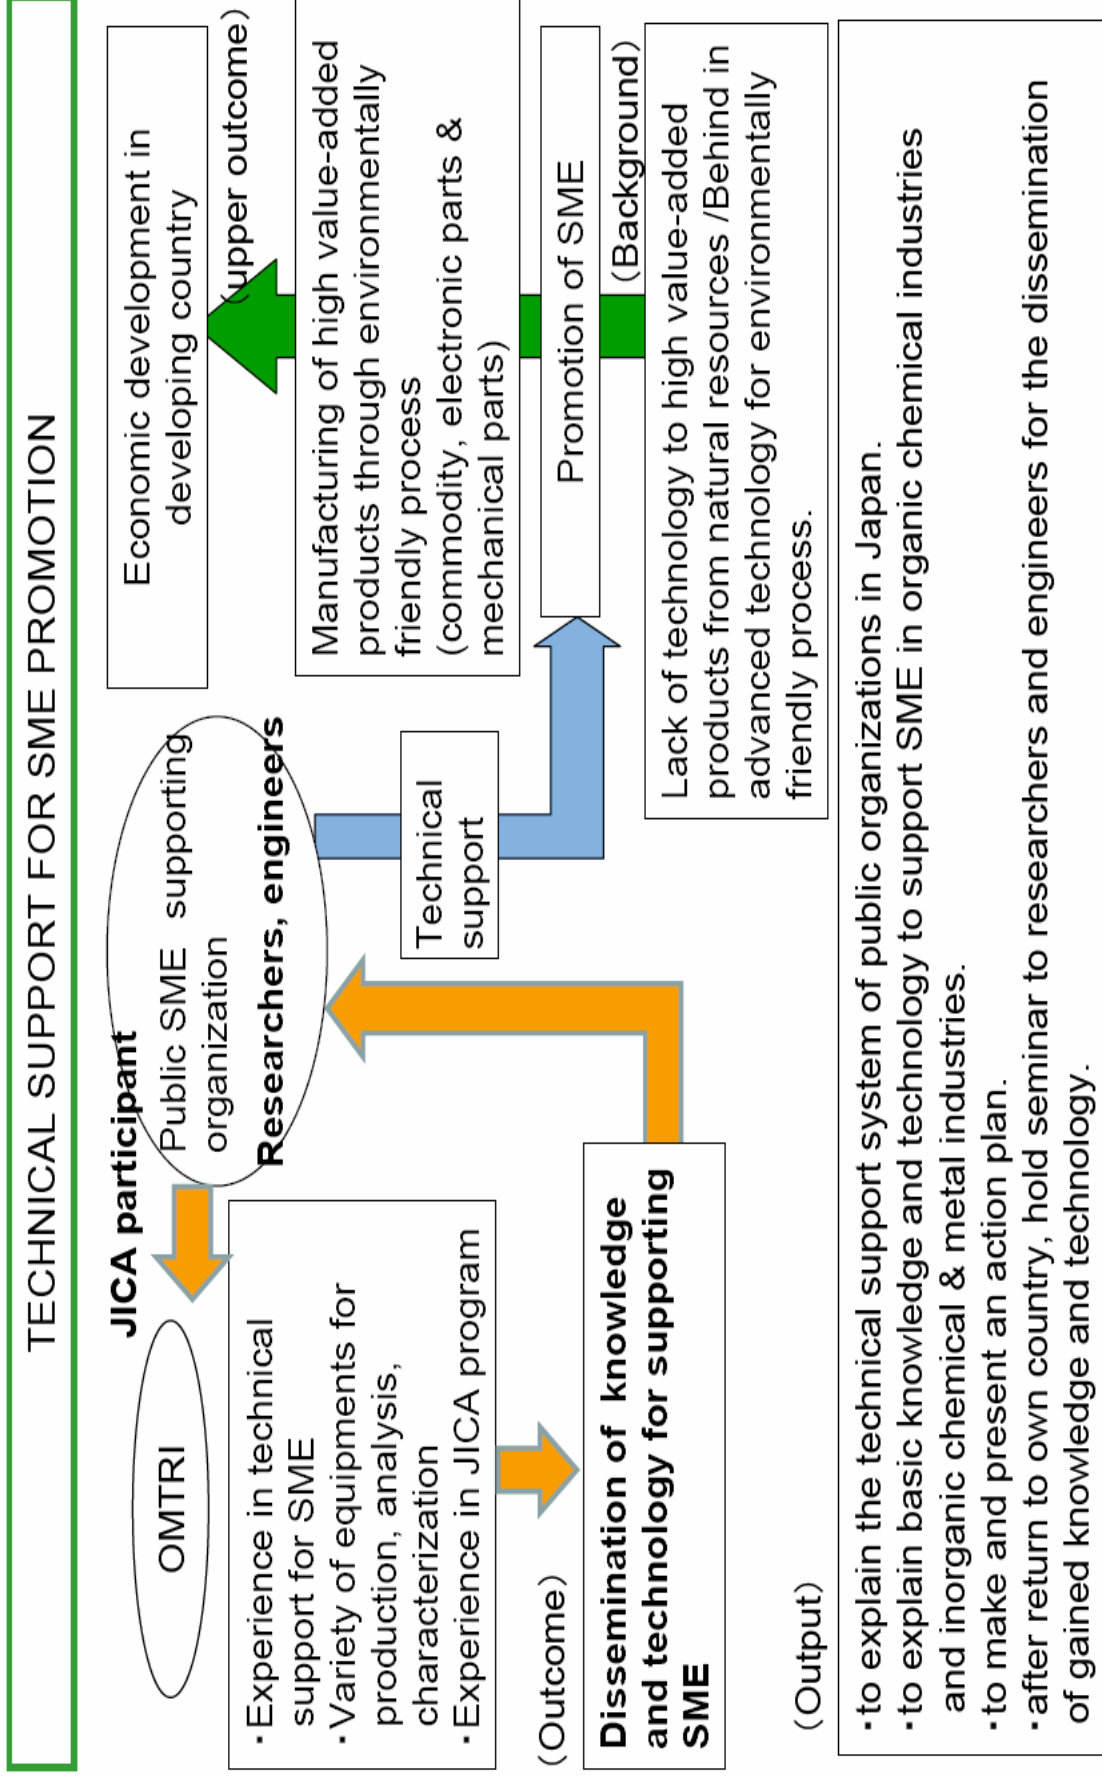 TECHNICAL SUPPORT FOR SME PROMOTION
JICA participant
OMTRI
Public SME supporting
organization
Researchers, engineers
Economic development in
developing country
(upper outcome)
・Experience in technical
support for SME
・Variety of equipments for
production, analysis,
characterization
・Experience in JICA program
Technical
support
Manufacturing of high value-added
products through environmentally
friendly process
(commodity, electronic parts &
mechanical parts)
Promotion of SME
(Background)
(Outcome)
Dissemination of knowledge
and technology for supporting
SME
Lack of technology to high value-added
products from natural resources /Behind in
advanced technology for environmentally
friendly process.
(Output)
・to explain the technical support system of public organizations in Japan.
・to explain basic knowledge and technology to support SME in organic chemical industries
and inorganic chemical & metal industries.
・to make and present an action plan.
・after return to own country, hold seminar to researchers and engineers for the dissemination
of gained knowledge and technology.